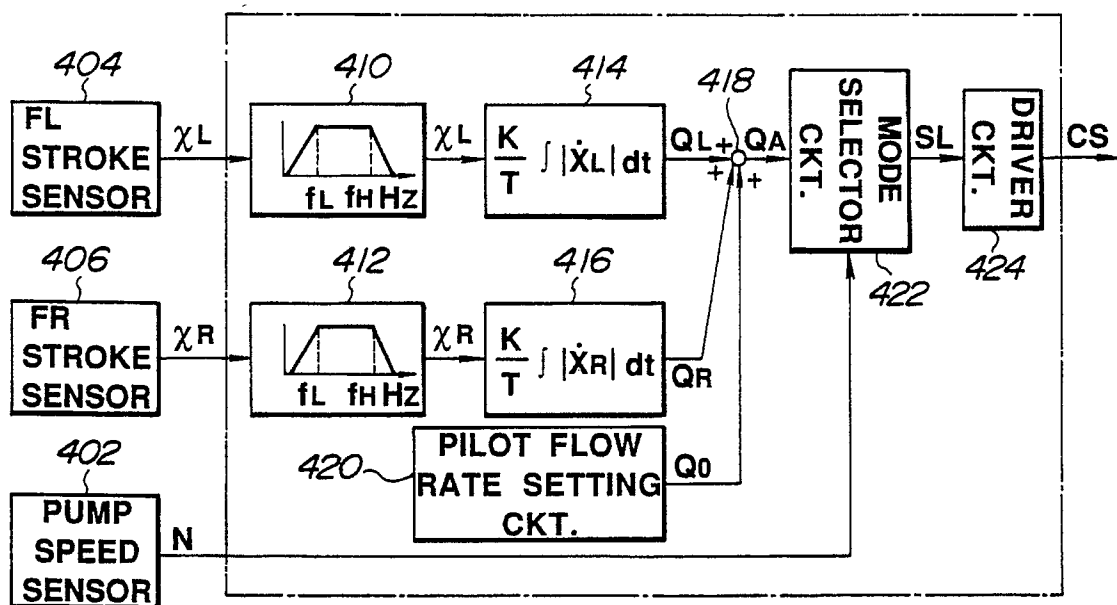 404
410
414
418
FL
STROKE
SENSOR
χL
fL fH Hz
χL
K/T ∫ |ẊL| dt
QL
+
+
+
QA
MODE
SELECTOR
CKT.
SL
DRIVER
CKT.
CS
422
424
406
412
416
FR
STROKE
SENSOR
χR
fL fH Hz
χR
K/T ∫ |ẊR| dt
QR
420
PILOT FLOW
RATE SETTING
CKT.
Q0
402
PUMP
SPEED
SENSOR
N